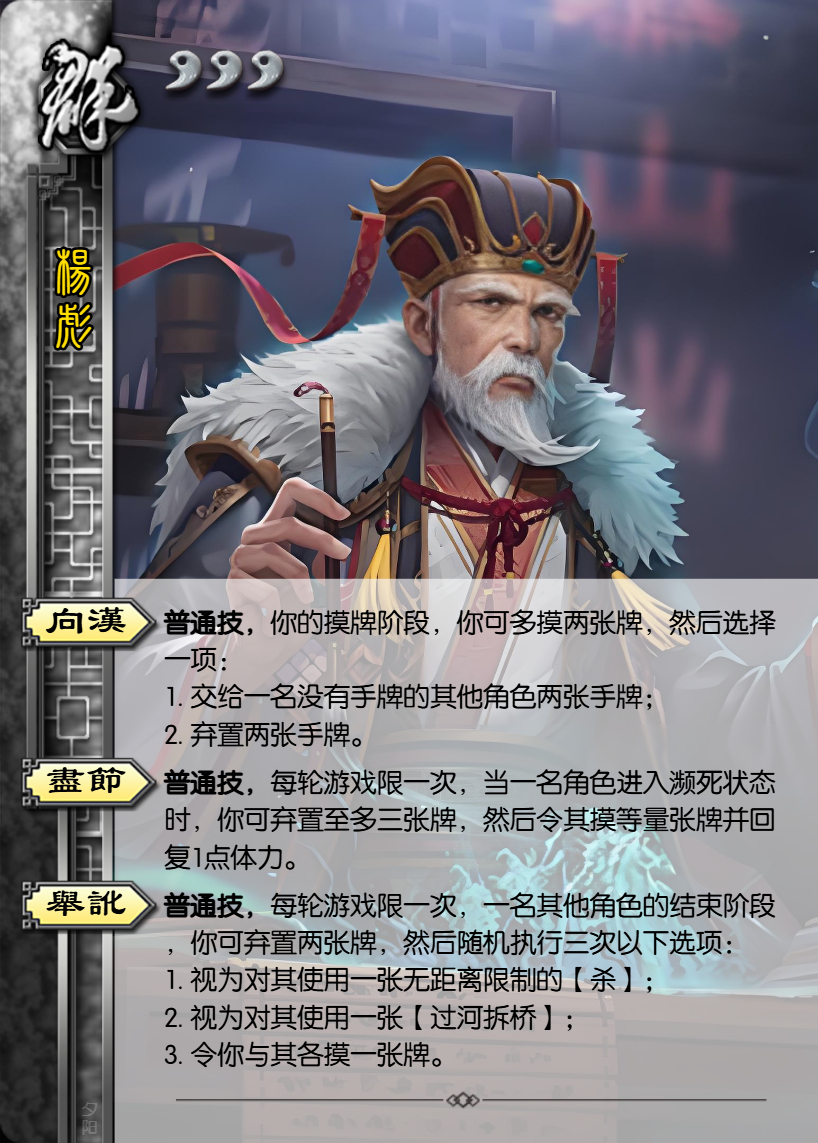 群
楊彪
向漢
普通技，你的摸牌阶段，你可多摸两张牌，然后选择
一项：
1. 交给一名没有手牌的其他角色两张手牌；
2. 弃置两张手牌。
盡節
普通技，每轮游戏限一次，当一名角色进入濒死状态
时，你可弃置至多三张牌，然后令其摸等量张牌并回
复1点体力。
舉訛
普通技，每轮游戏限一次，一名其他角色的结束阶段
，你可弃置两张牌，然后随机执行三次以下选项：
1. 视为对其使用一张无距离限制的【杀】；
2. 视为对其使用一张【过河拆桥】；
3. 令你与其各摸一张牌。
夕阳